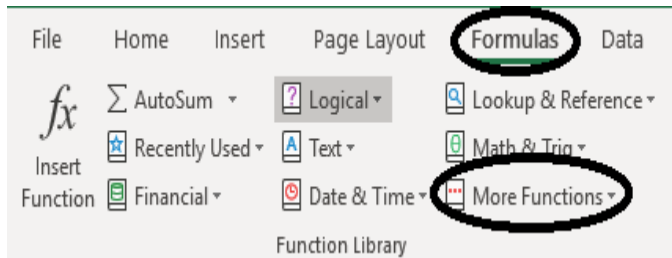 File Home Insert Page Layout Formulas Data
fx ∑ AutoSum ? Logical Lookup & Reference
Insert Recently Used A Text θ Math & Trig
Function Financial Date & Time More Functions
Function Library